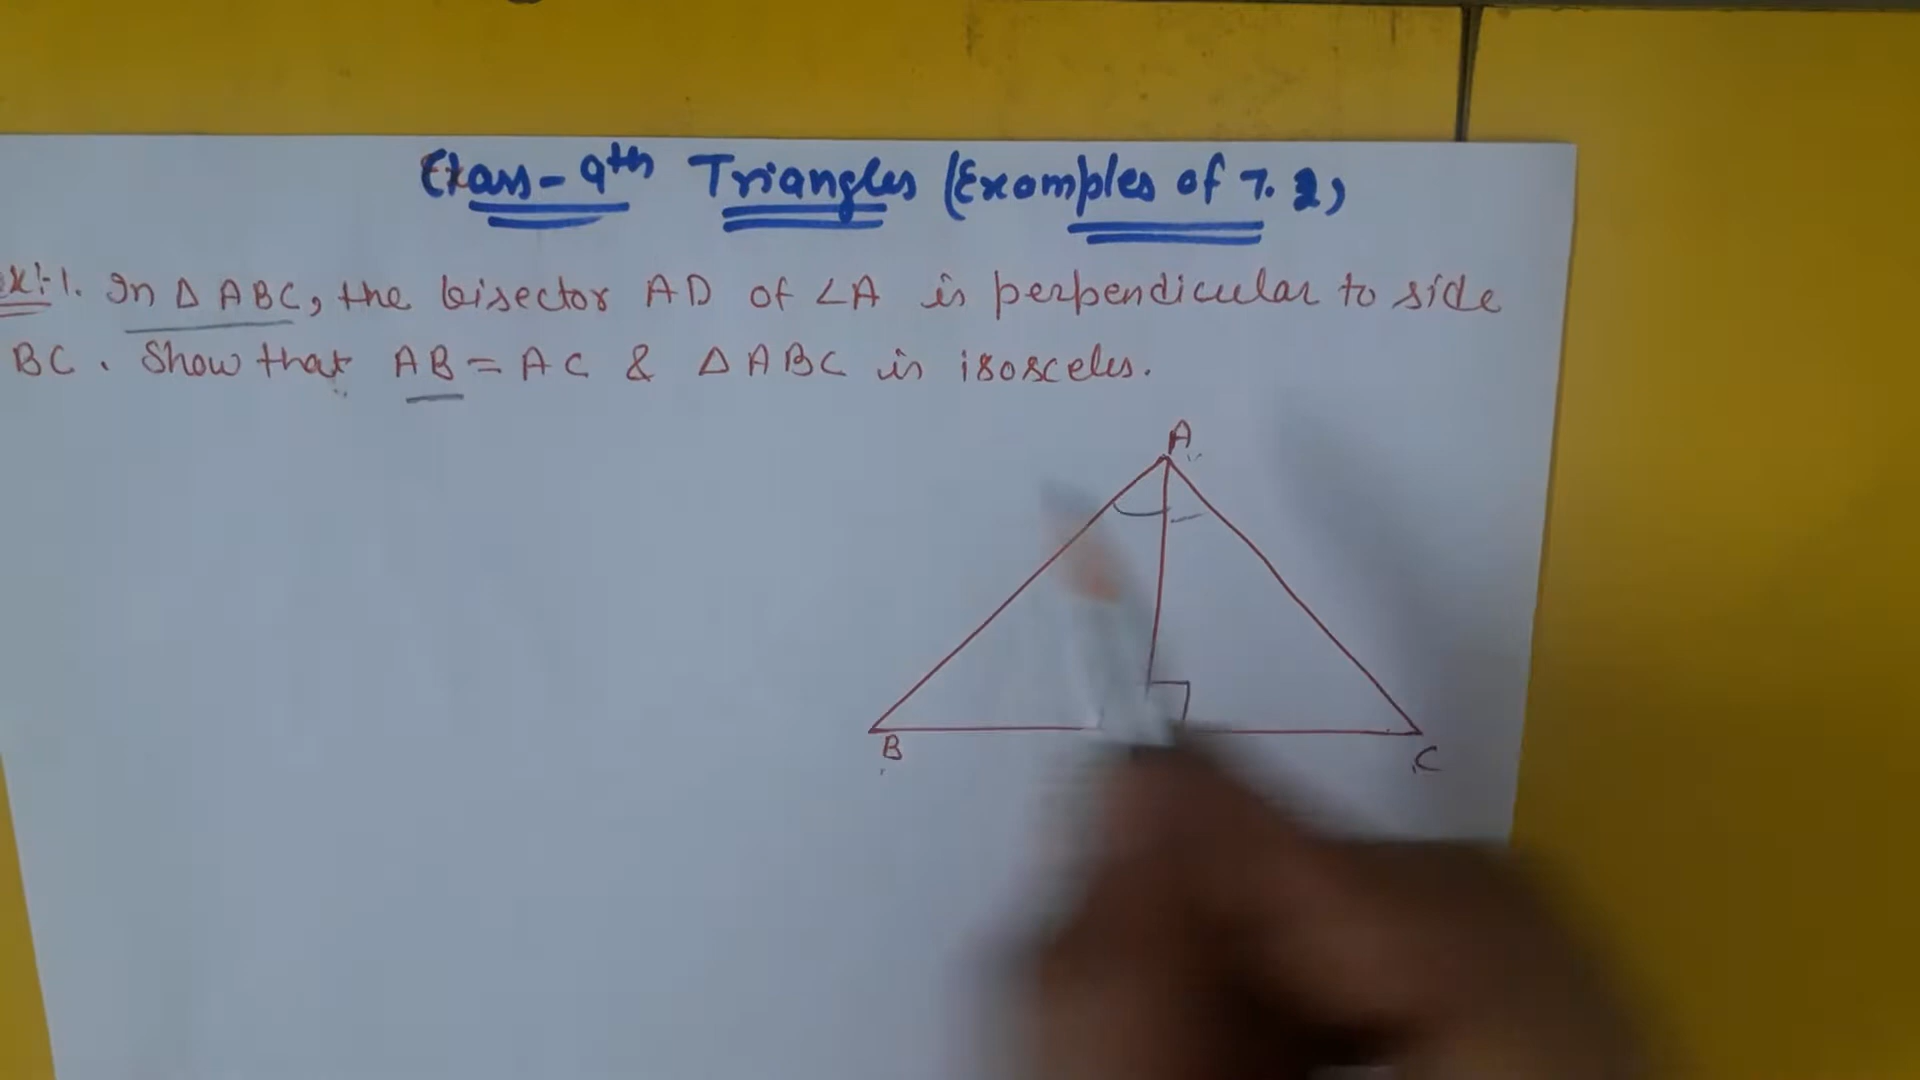 Class-9th Triangles (Examples of 7.2)
Ex:-1. In △ ABC, the bisector AD of ∠A is perpendicular to side
BC. Show that AB = AC & △ ABC is isosceles.
A
B
C